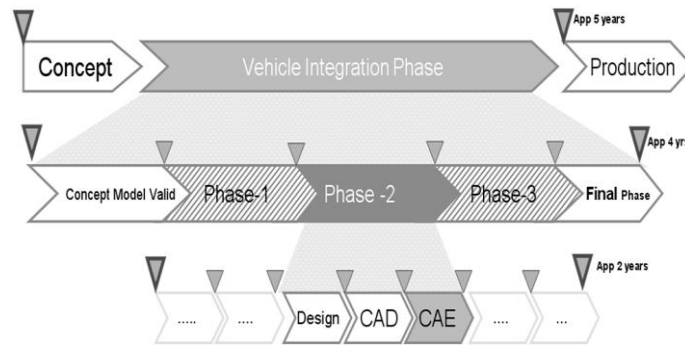 App 5 years
Concept
Vehicle Integration Phase
Production
App 4 yrs
Concept Model Valid
Phase-1
Phase -2
Phase-3
Final Phase
App 2 years
.....
....
Design
CAD
CAE
....
...